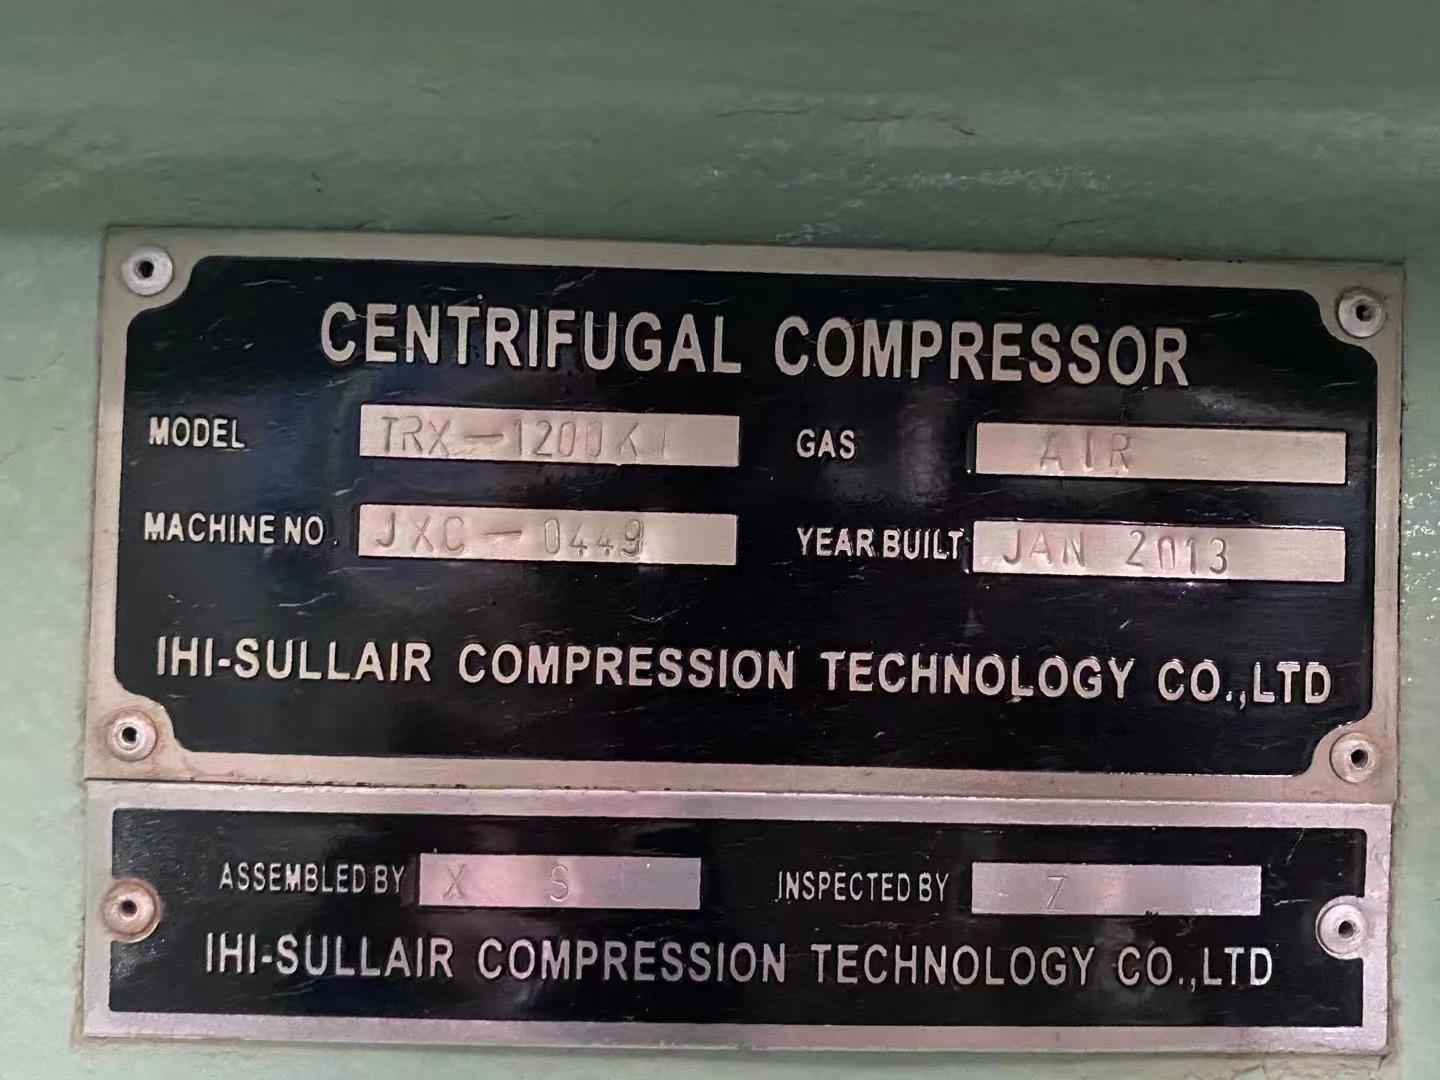 CENTRIFUGAL COMPRESSOR
MODEL TRX-1200K1 GAS AIR
MACHINE NO. JXC-0449 YEAR BUILT JAN 2013
IHI-SULLAIR COMPRESSION TECHNOLOGY CO.,LTD
ASSEMBLED BY X S INSPECTED BY Z
IHI-SULLAIR COMPRESSION TECHNOLOGY CO.,LTD